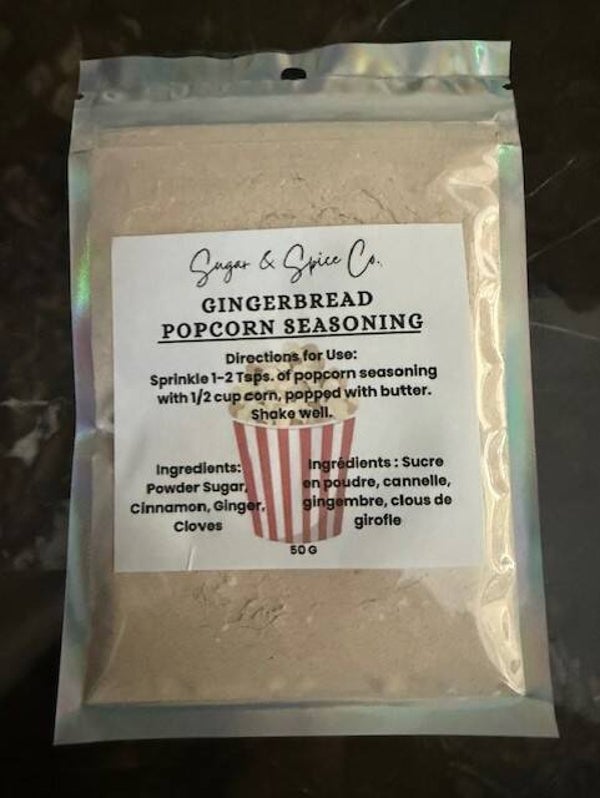 Sugar & Spice Co.
GINGERBREAD
POPCORN SEASONING
Directions for Use:
Sprinkle 1-2 Tsps. of popcorn seasoning
with 1/2 cup corn, popped with butter.
Shake well.
Ingredients:
Powder Sugar,
Cinnamon, Ginger,
Cloves
Ingrédients : Sucre
en poudre, cannelle,
gingembre, clous de
girofle
50 G